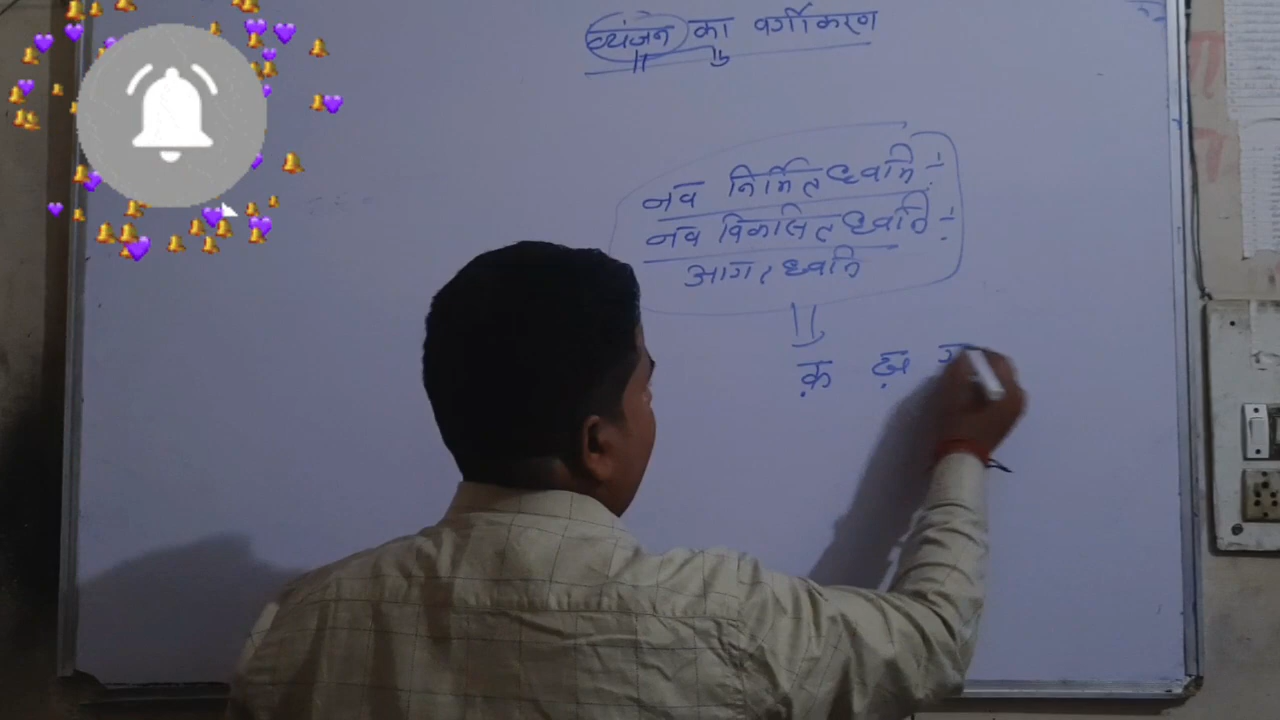 व्यंजन का वर्गीकरण
नव निर्मित ध्वनि :-
नव विकसित ध्वनि :-
आगत ध्वनि
क़ ख़ ग